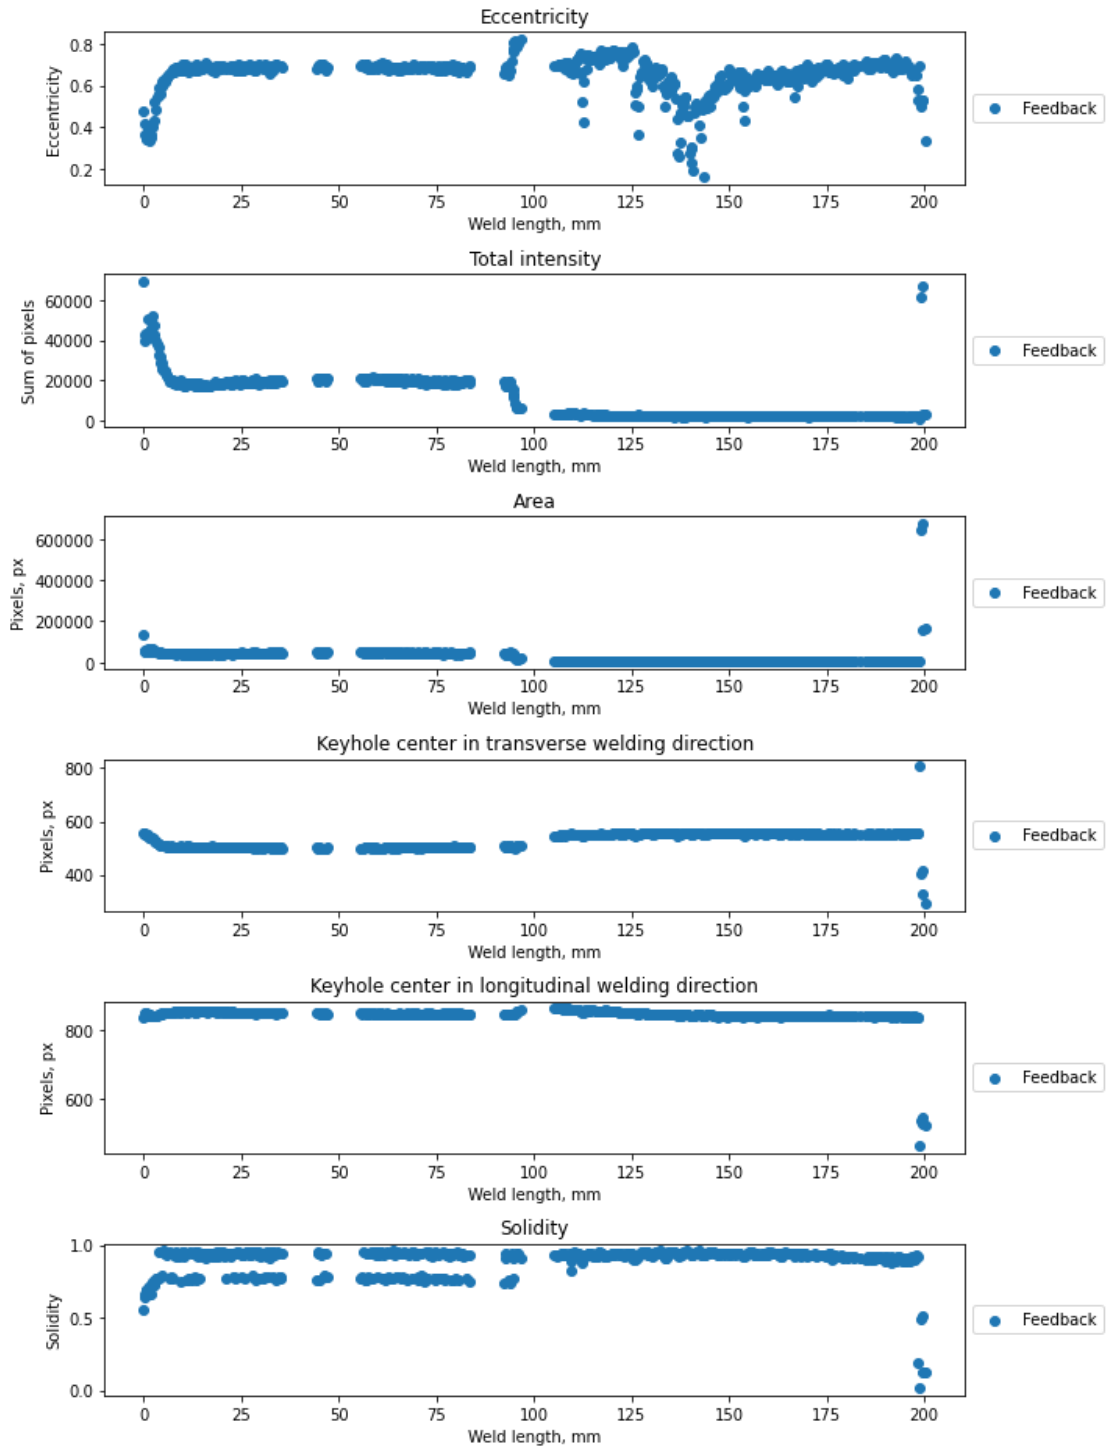 Eccentricity
Eccentricity
0.8
0.6
0.4
0.2
0 25 50 75 100 125 150 175 200
Weld length, mm
Feedback
Total intensity
Sum of pixels
60000
40000
20000
0
0 25 50 75 100 125 150 175 200
Weld length, mm
Feedback
Area
Pixels, px
600000
400000
200000
0
0 25 50 75 100 125 150 175 200
Weld length, mm
Feedback
Keyhole center in transverse welding direction
Pixels, px
800
600
400
0 25 50 75 100 125 150 175 200
Weld length, mm
Feedback
Keyhole center in longitudinal welding direction
Pixels, px
800
600
0 25 50 75 100 125 150 175 200
Weld length, mm
Feedback
Solidity
Solidity
1.0
0.5
0.0
0 25 50 75 100 125 150 175 200
Weld length, mm
Feedback